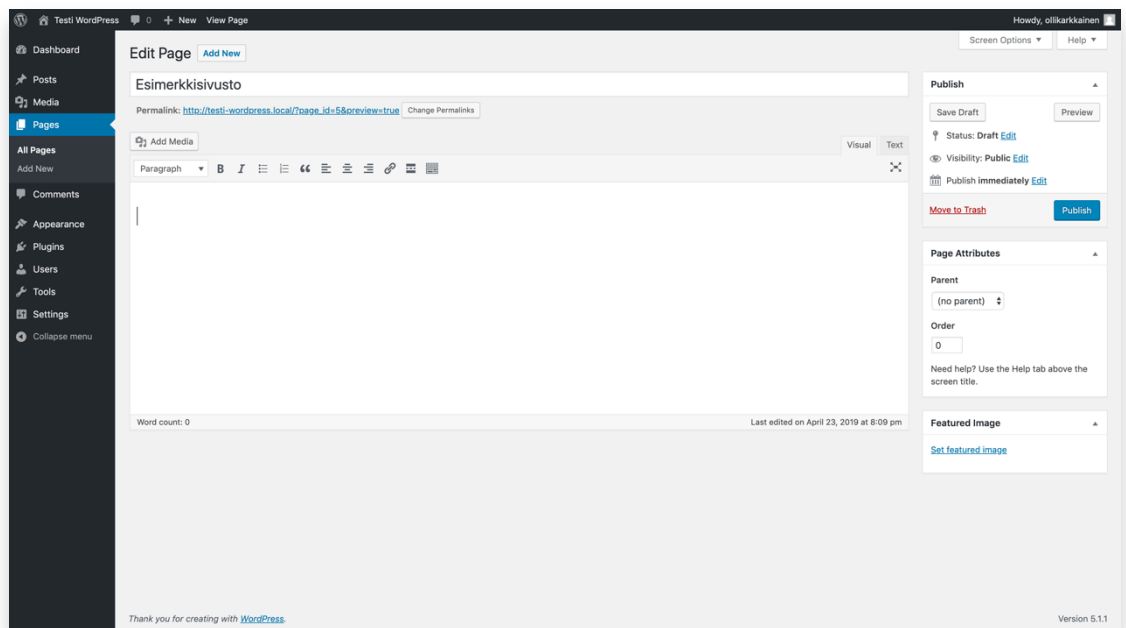 Testi WordPress 0 New View Page Howdy, ollikarkkainen
Screen Options Help
Dashboard
Posts
Media
Pages
All Pages
Add New
Comments
Appearance
Plugins
Users
Tools
Settings
Collapse menu
Edit Page Add New
Esimerkkisivusto
Permalink: http://testi-wordpress.local/?page_id=5&preview=true Change Permalinks
Add Media Visual Text
Paragraph B I
Word count: 0 Last edited on April 23, 2019 at 8:09 pm
Publish
Save Draft Preview
Status: Draft Edit
Visibility: Public Edit
Publish immediately Edit
Move to Trash Publish
Page Attributes
Parent
(no parent)
Order
0
Need help? Use the Help tab above the
screen title.
Featured Image
Set featured image
Thank you for creating with WordPress. Version 5.1.1